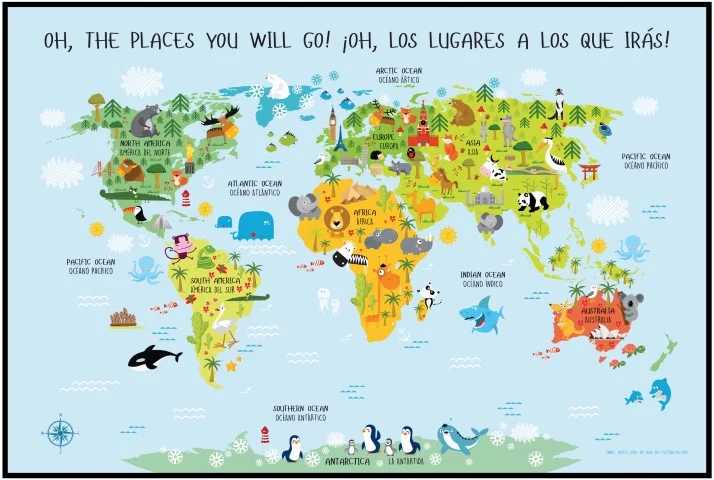 OH, THE PLACES YOU WILL GO! ¡OH, LOS LUGARES A LOS QUE IRÁS!
ARCTIC OCEAN
OCÉANO ÁRTICO
NORTH AMERICA
AMÉRICA DEL NORTE
EUROPE
EUROPA
ASIA
ASIA
PACIFIC OCEAN
OCÉANO PACÍFICO
ATLANTIC OCEAN
OCÉANO ATLÁNTICO
AFRICA
ÁFRICA
PACIFIC OCEAN
OCÉANO PACÍFICO
SOUTH AMERICA
AMÉRICA DEL SUR
INDIAN OCEAN
OCÉANO ÍNDICO
AUSTRALIA
AUSTRALIA
SOUTHERN OCEAN
OCÉANO ANTÁRTICO
ANTARCTICA LA ANTÁRTIDA